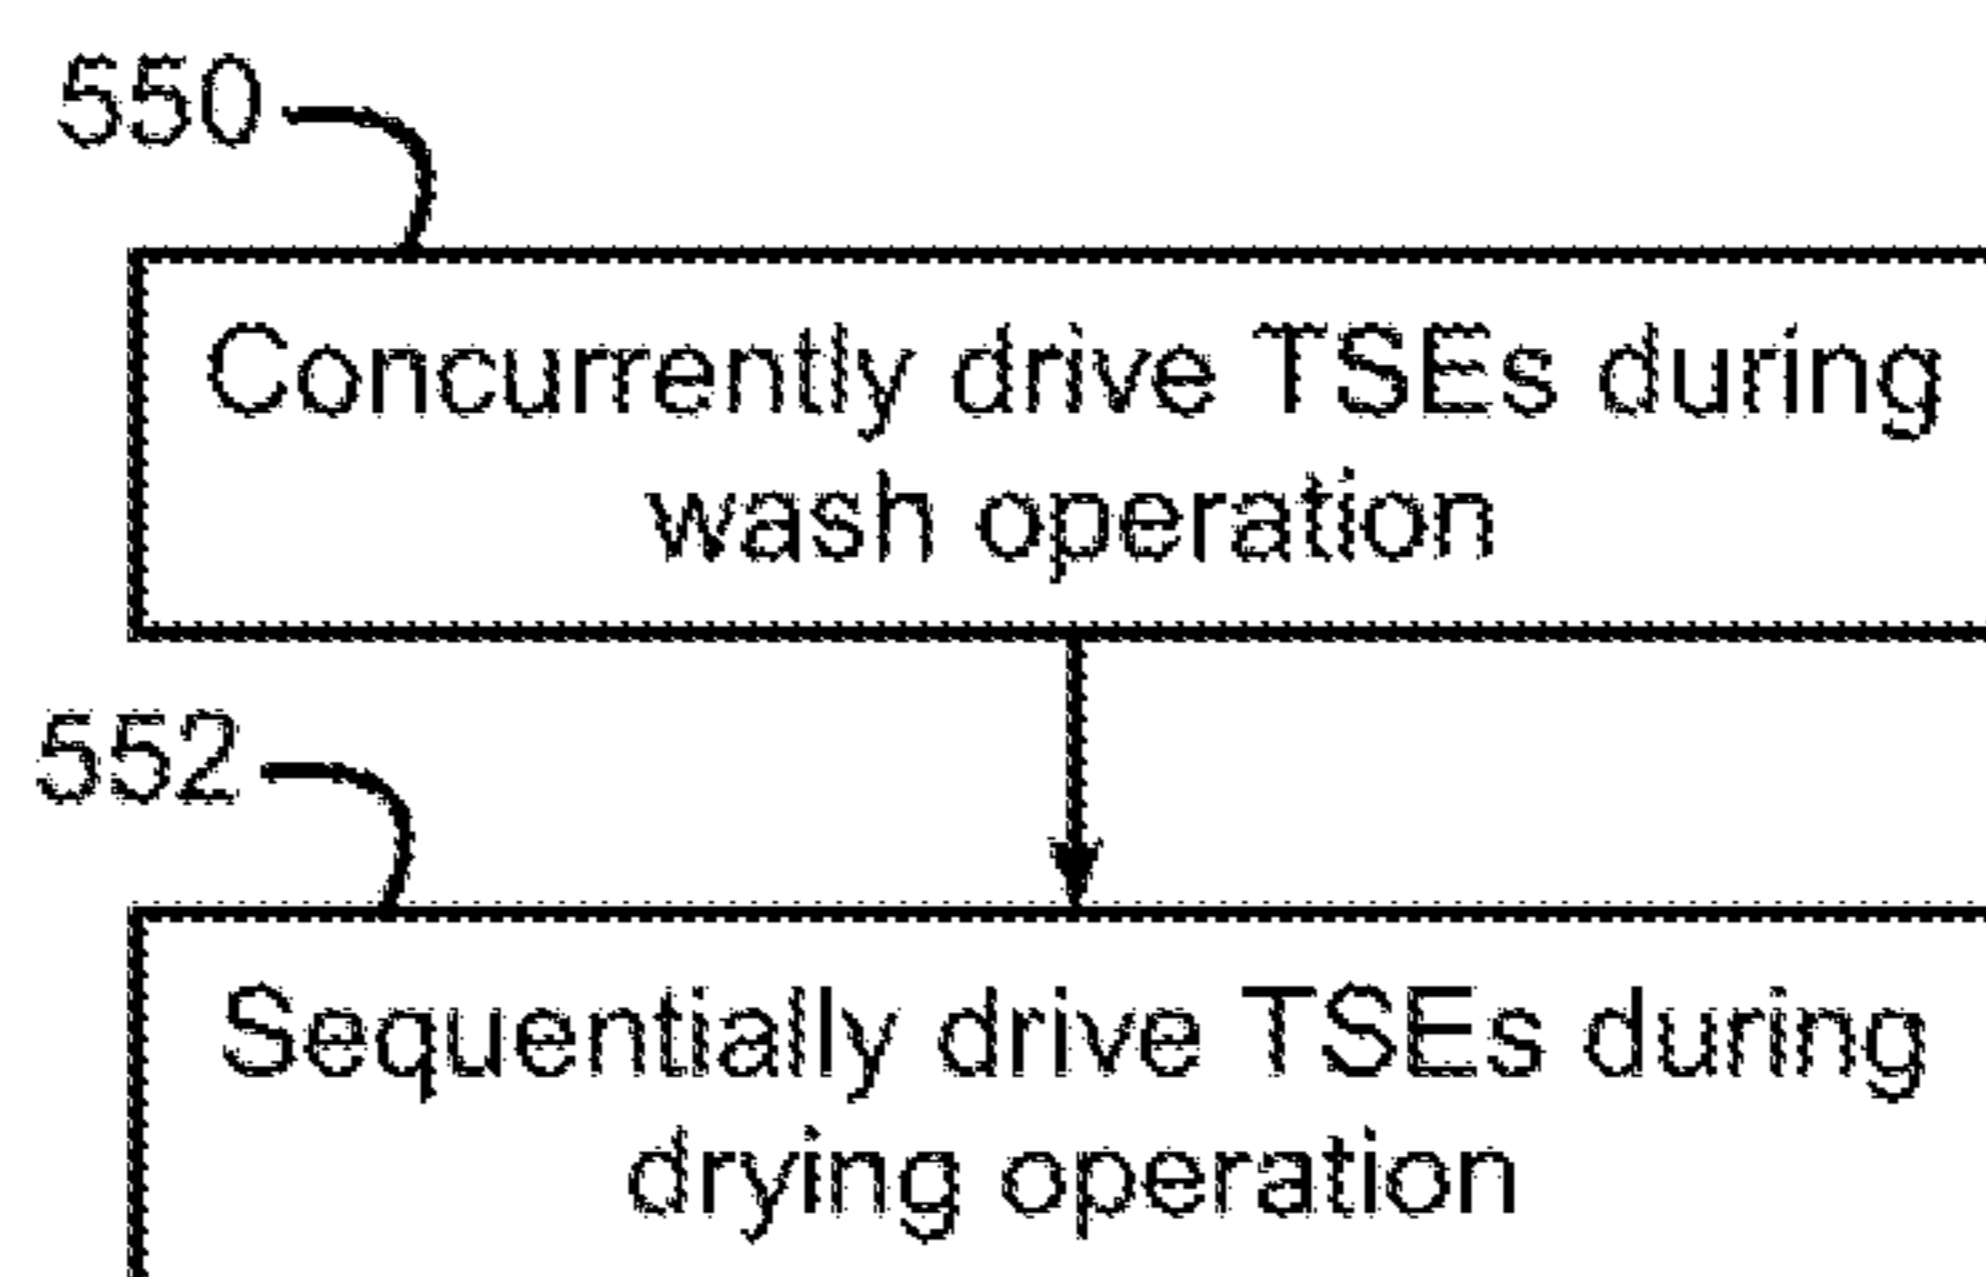 550
Concurrently drive TSEs during
wash operation
552
Sequentially drive TSEs during
drying operation